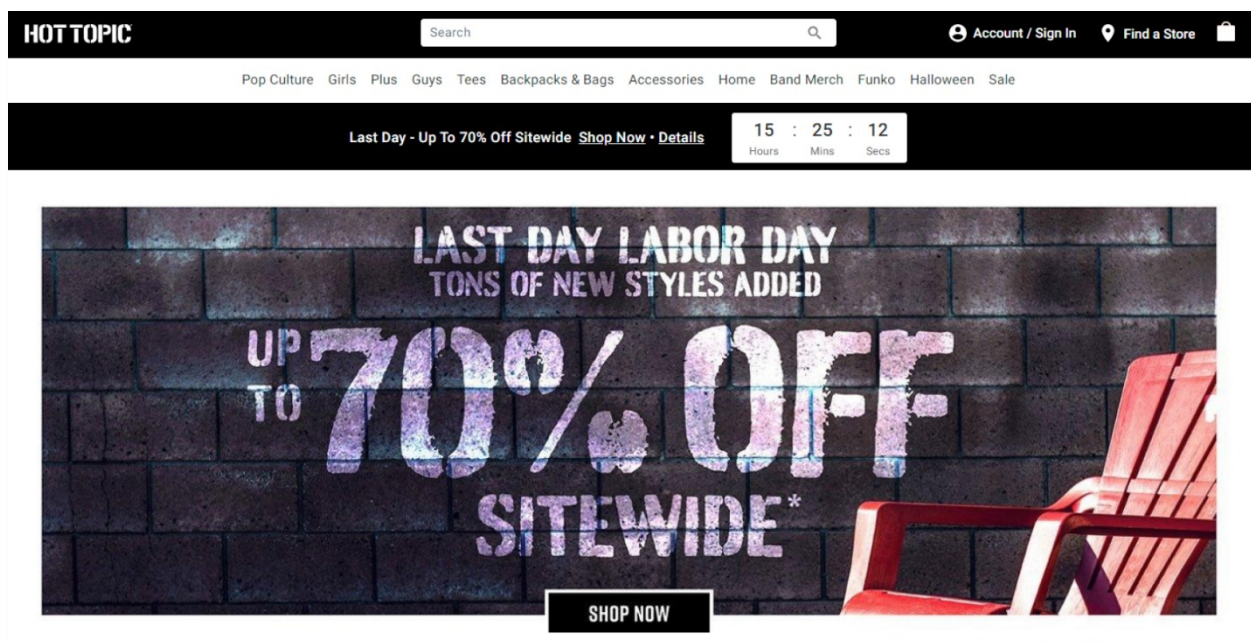 HOT TOPIC
Search
Account / Sign In
Find a Store
Pop Culture Girls Plus Guys Tees Backpacks & Bags Accessories Home Band Merch Funko Halloween Sale
Last Day - Up To 70% Off Sitewide Shop Now • Details
15 : 25 : 12
Hours Mins Secs
LAST DAY LABOR DAY
TONS OF NEW STYLES ADDED
UP TO 70% OFF
SITEWIDE*
SHOP NOW